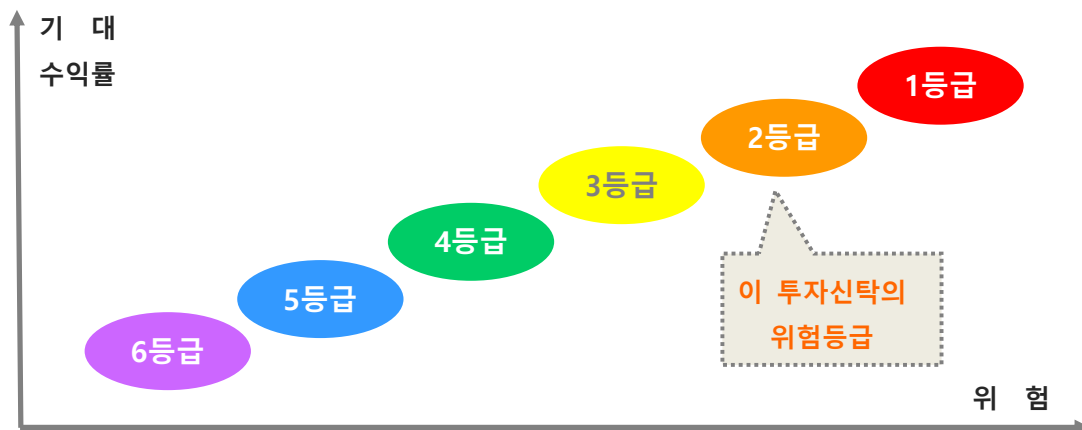 기 대
수익률
1등급
2등급
3등급
4등급
5등급
6등급
이 투자신탁의
위험등급
위 험